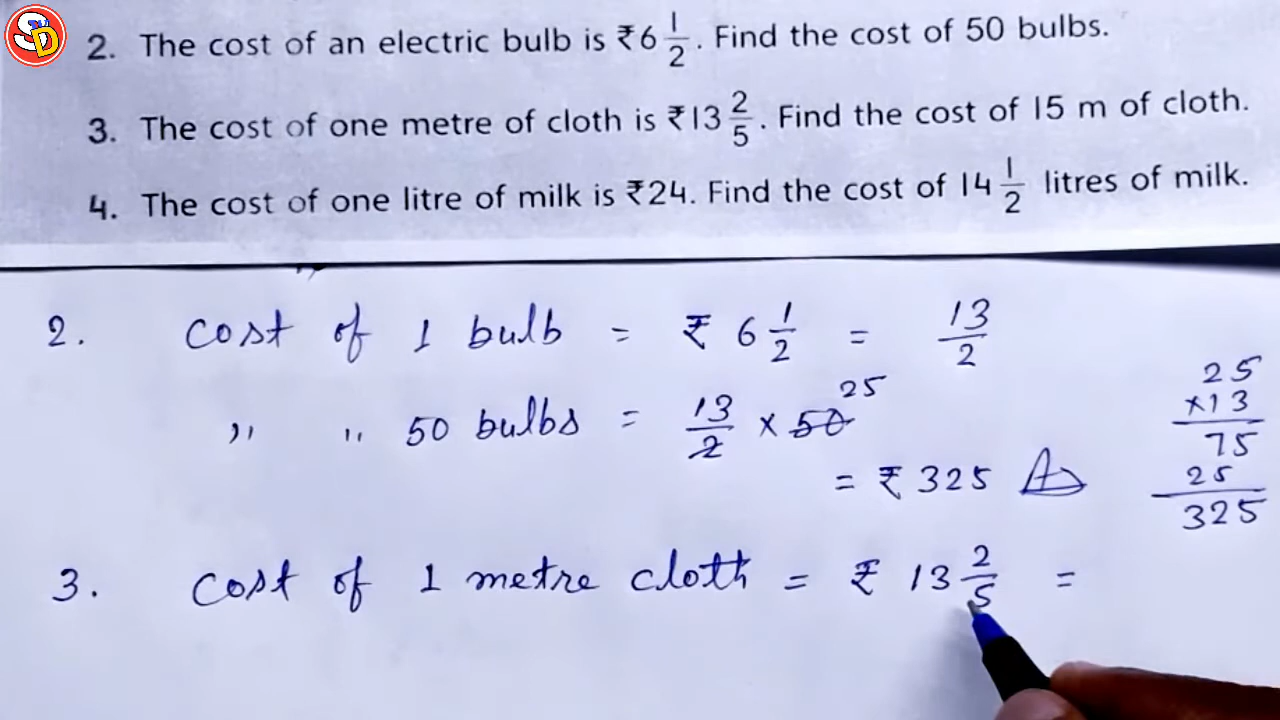 SD
2. The cost of an electric bulb is ₹6 1/2. Find the cost of 50 bulbs.
3. The cost of one metre of cloth is ₹13 2/5. Find the cost of 15 m of cloth.
4. The cost of one litre of milk is ₹24. Find the cost of 14 1/2 litres of milk.
2. Cost of 1 bulb = ₹ 6 1/2 = 13/2
,, ,, 50 bulbs = 13/2 × 50 25
= ₹ 325
25
×13
75
25
325
3. Cost of 1 metre cloth = ₹ 13 2/5 =